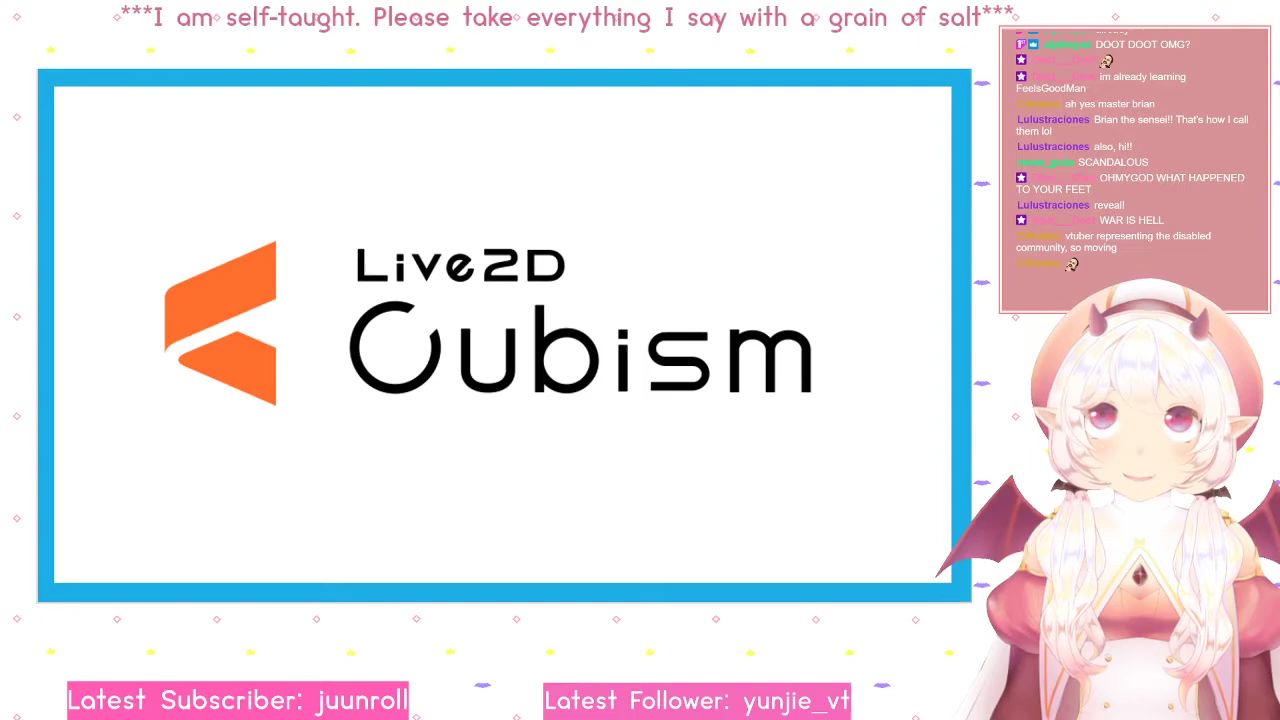 ***I am self-taught. Please take everything I say with a grain of salt***
DOOT DOOT OMG?
im already learning
FeelsGoodMan
ah yes master brian
Lulustraciones Brian the sensei!! That's how I call
them lol
Lulustraciones also, hi!!
SCANDALOUS
OHMYGOD WHAT HAPPENED
TO YOUR FEET
Lulustraciones reveal!
WAR IS HELL
vtuber representing the disabled
community, so moving
Live2D
Cubism
Latest Subscriber: juunroll
Latest Follower: yunjie_vt